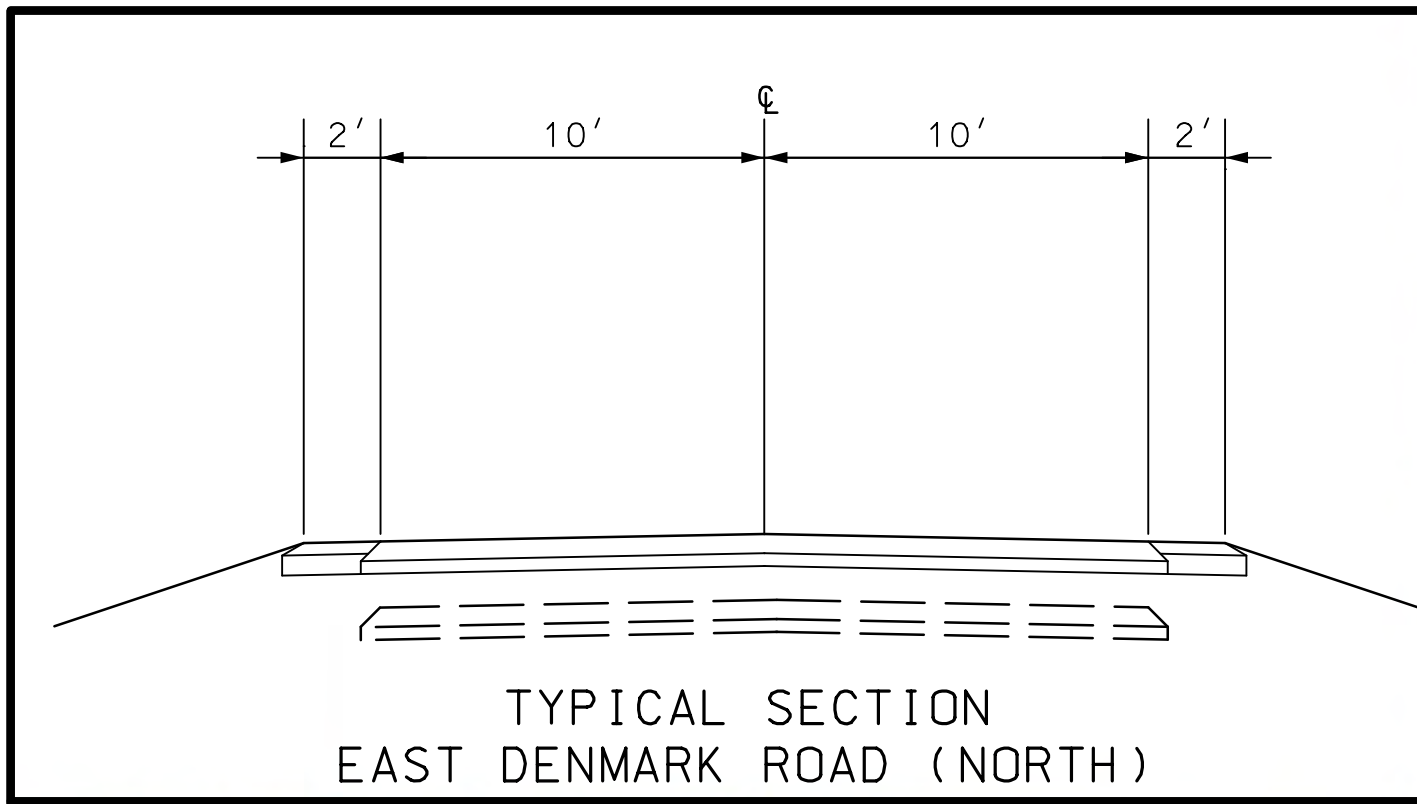 ℄
2' 10' 10' 2'
TYPICAL SECTION
EAST DENMARK ROAD (NORTH)